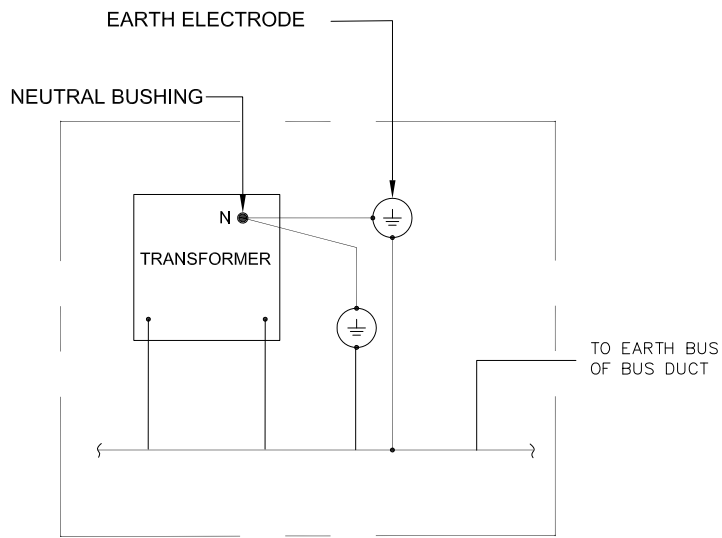 EARTH ELECTRODE
NEUTRAL BUSHING
N
TRANSFORMER
TO EARTH BUS
OF BUS DUCT